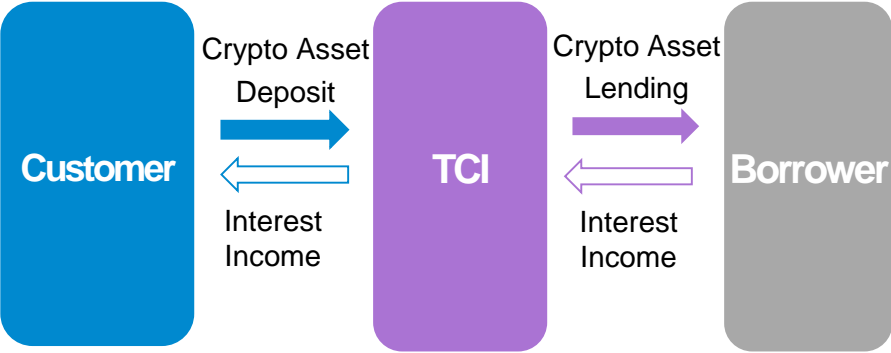 Customer
Crypto Asset
Deposit
Interest
Income
TCI
Crypto Asset
Lending
Interest
Income
Borrower